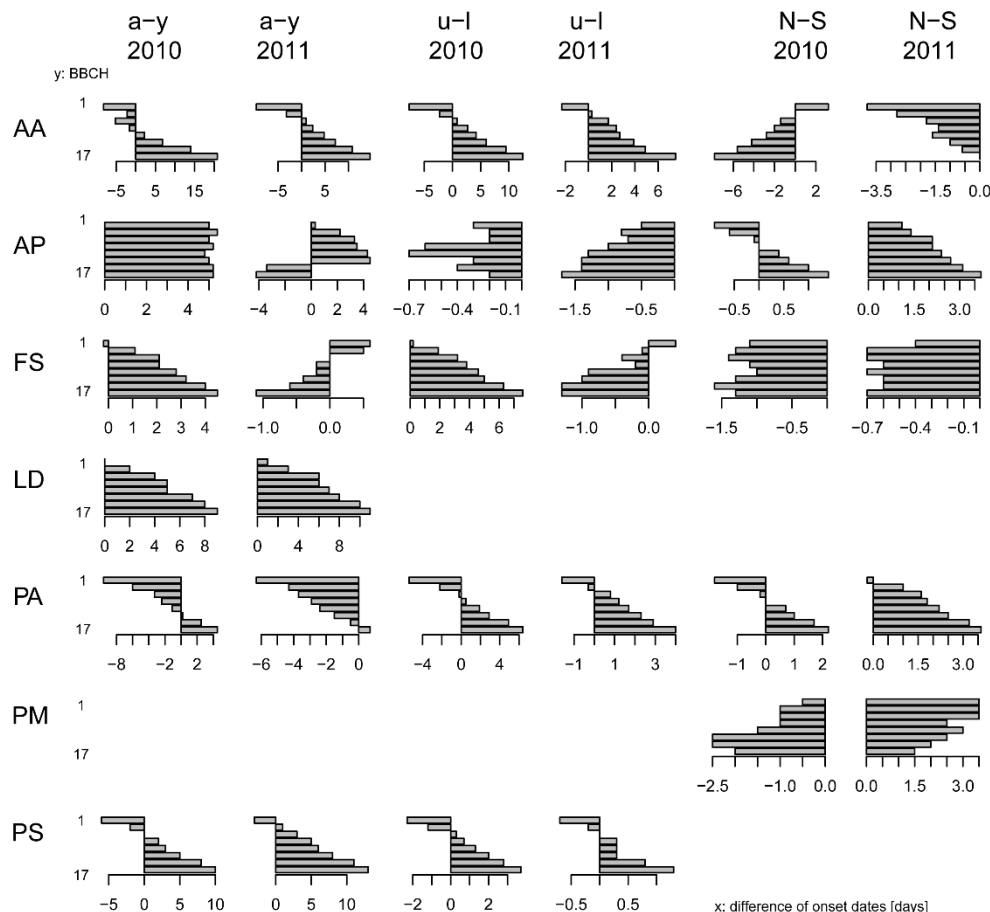 a−y a−y u−l u−l N−S N−S
2010 2011 2010 2011 2010 2011
y: BBCH
AA 1 17
−5 5 10 20
−5 5 10
−5 0 5 10
−2 0 2 4 6
−6 −2 0 2
−3.5 −1.5 0.0
AP 1 17
0 2 4
−4 0 2 4
−0.7 −0.4 −0.1
−1.5 −0.5
−0.5 0.5
0.0 1.5 3.0
FS 1 17
0 1 2 3 4
−1.0 0.0
0 2 4 6
−1.0 0.0
−1.5 −0.5
−0.7 −0.4 −0.1
LD 1 17
0 2 4 6 8
0 4 8
PA 1 17
−8 −4 0 2
−6 −4 −2 0
−4 0 2 4
−1 1 3
−1 0 1 2
0.0 1.5 3.0
PM 1 17
−2.5 −1.0 0.0
0.0 1.5 3.0
PS 1 17
−5 0 5 10
0 5 10
−2 0 2
−0.5 0.5
x: difference of onset dates [days]